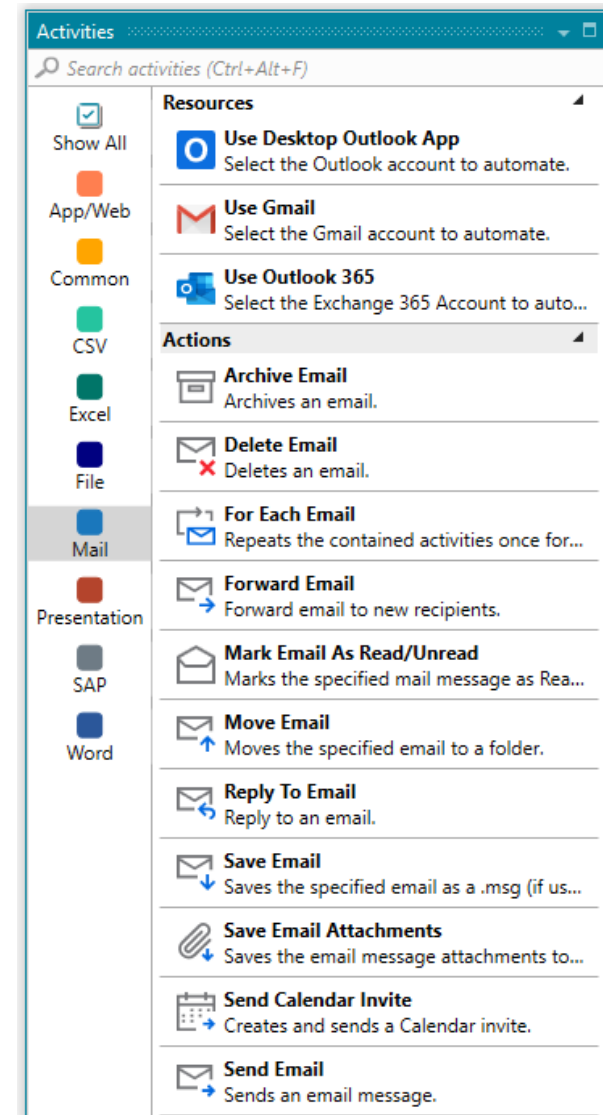 Activities
Search activities (Ctrl+Alt+F)
Show All
App/Web
Common
CSV
Excel
File
Mail
Presentation
SAP
Word
Resources
Use Desktop Outlook App
Select the Outlook account to automate.
Use Gmail
Select the Gmail account to automate.
Use Outlook 365
Select the Exchange 365 Account to auto...
Actions
Archive Email
Archives an email.
Delete Email
Deletes an email.
For Each Email
Repeats the contained activities once for...
Forward Email
Forward email to new recipients.
Mark Email As Read/Unread
Marks the specified mail message as Rea...
Move Email
Moves the specified email to a folder.
Reply To Email
Reply to an email.
Save Email
Saves the specified email as a .msg (if us...
Save Email Attachments
Saves the email message attachments to...
Send Calendar Invite
Creates and sends a Calendar invite.
Send Email
Sends an email message.